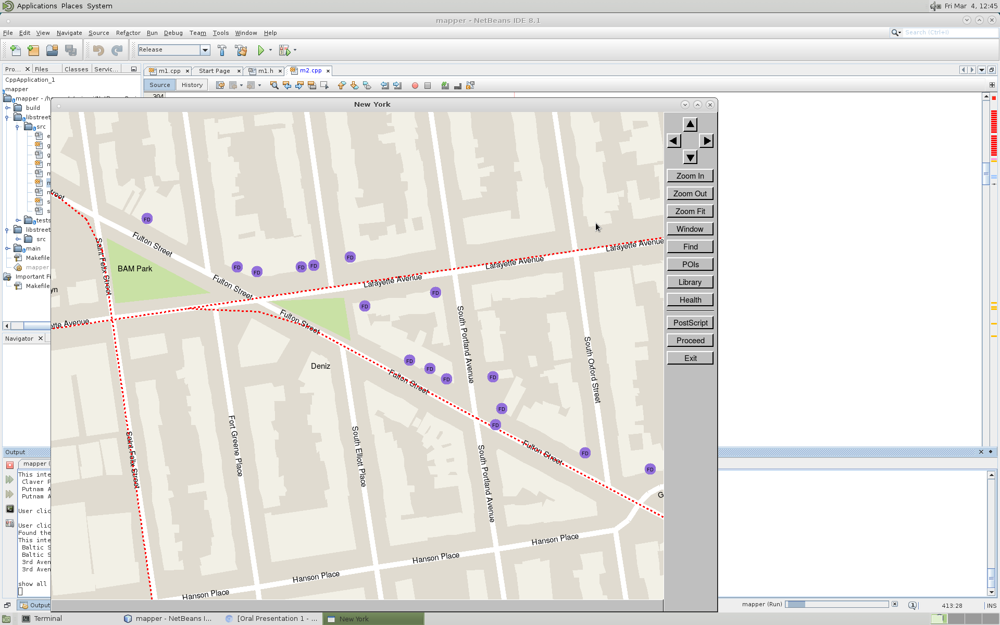 Applications Places System
Fri Mar 4, 12:45
mapper - NetBeans IDE 8.1
File Edit View Navigate Source Refactor Run Debug Team Tools Window Help
Search (Ctrl+I)
Release
Pro... Files Classes Servic...
m1.cpp Start Page m1.h m2.cpp
CppApplication_1
Source History
mapper
304
mapper - /h
build
libstreet
src
e
g
g
m
m
m
m
s
s
tests
libstreet
src
main
Makefile
mapper
Important Fi
Makefile
Navigator
New York
Zoom In
Zoom Out
Zoom Fit
Window
Find
POIs
Library
Health
PostScript
Proceed
Exit
treet
FD
Fulton Street
Saint Felix Street
BAM Park
FD FD FD FD FD
Lafayette Avenue
Lafayette Avenue
Lafayette Avenue
Fulton Street
yn
FD
FD
Fulton Street
ette Avenue
South Portland Avenue
South Oxford Street
Deniz
FD
FD
FD
FD
Fulton Street
FD
FD
Fort Greene Place
South Elliott Place
Saint Felix Street
South Portland Avenue
Fulton Street
FD
FD
G
Hanson Place
Hanson Place
Hanson Place
Hanson Place
Output
mapper (
This inte
Claver P
Putnam A
Putnam A
User clic
User clic
Found the
This inte
Baltic S
Baltic S
3rd Aven
3rd Aven
show all
Output
mapper (Run)
1
413:28
INS
Terminal
mapper - NetBeans I...
[Oral Presentation 1 - ...
New York